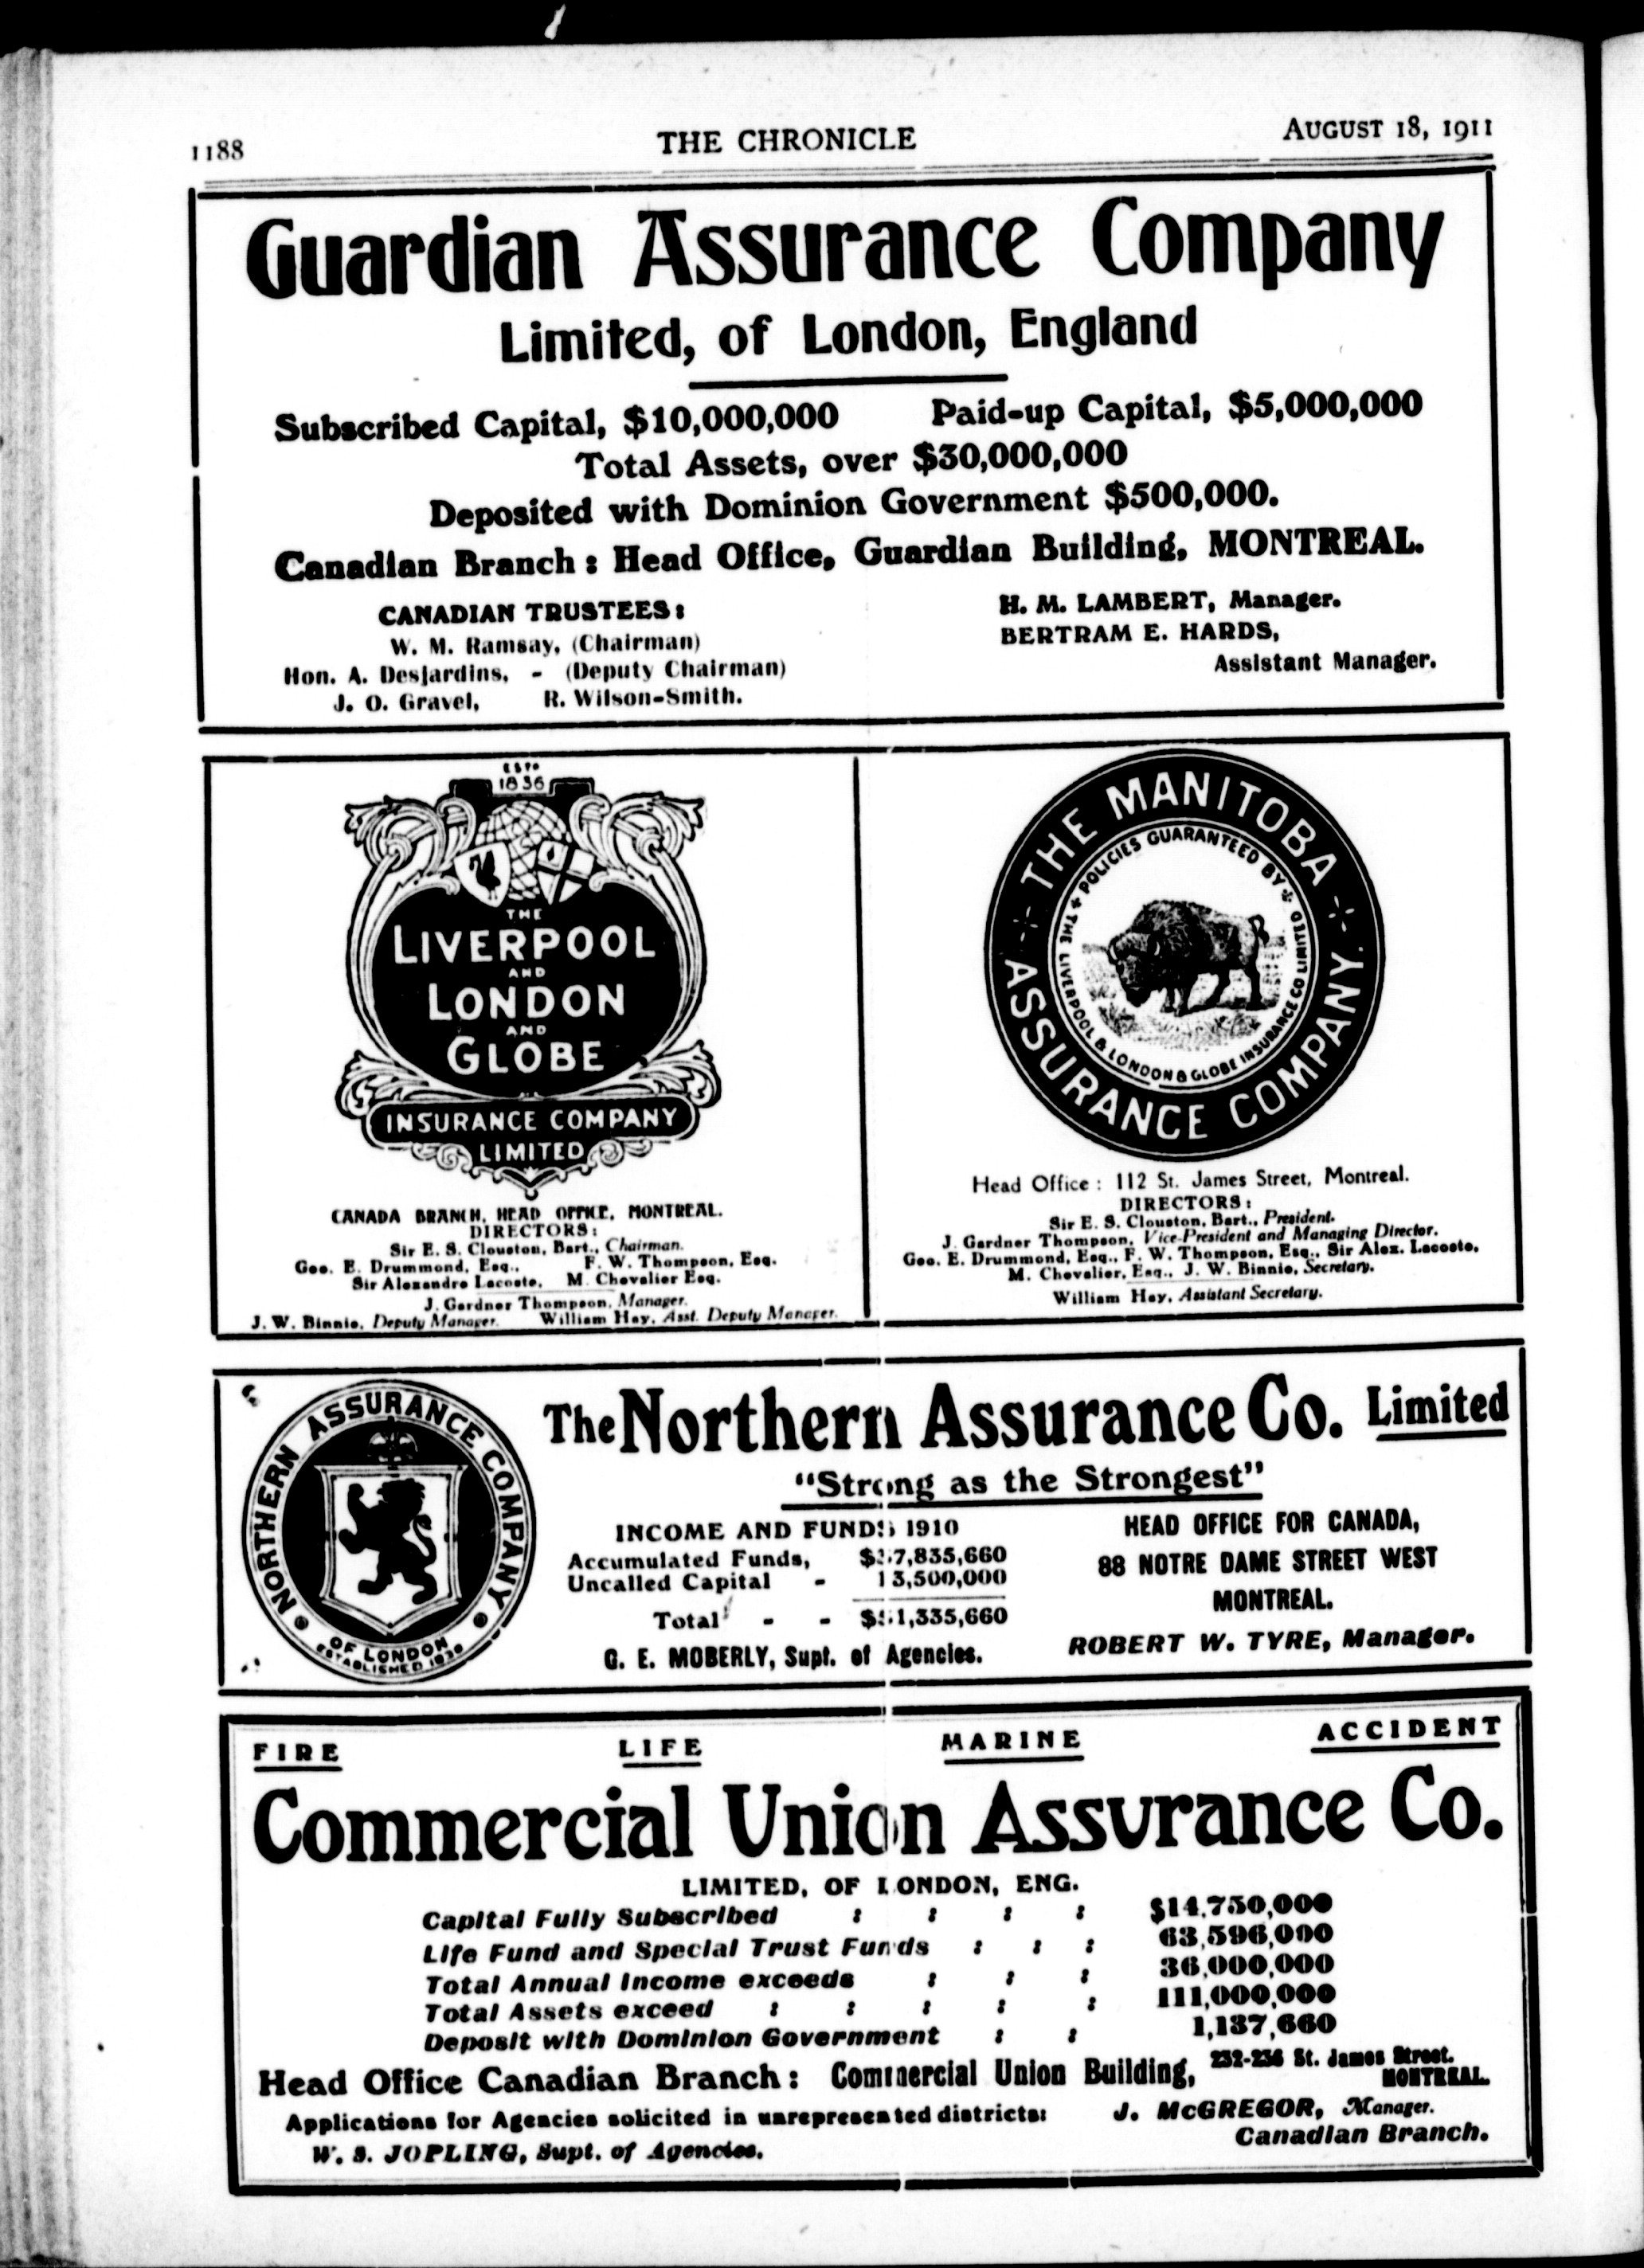 1188
THE CHRONICLE
AUGUST 18, 1911
Guardian Assurance Company
Limited, of London, England
Subscribed Capital, $10,000,000 Paid-up Capital, $5,000,000
Total Assets, over $30,000,000
Deposited with Dominion Government $500,000.
Canadian Branch : Head Office, Guardian Building, MONTREAL.
CANADIAN TRUSTEES :
W. M. Ramsay, (Chairman)
Hon. A. Desjardins, - (Deputy Chairman)
J. O. Gravel, R. Wilson-Smith.
H. M. LAMBERT, Manager.
BERTRAM E. HARDS,
Assistant Manager.
ESTD
1836
THE
LIVERPOOL
AND
LONDON
AND
GLOBE
INSURANCE COMPANY
LIMITED
CANADA BRANCH, HEAD OFFICE, MONTREAL.
DIRECTORS :
Sir E. S. Clouston, Bart., Chairman.
Geo. E. Drummond, Esq., F. W. Thompson, Esq.
Sir Alexandre Lacoste, M. Chevalier Esq.
J. Gardner Thompson, Manager.
J. W. Binnie, Deputy Manager. William Hay, Asst. Deputy Manager.
THE MANITOBA
ASSURANCE COMPANY.
POLICIES GUARANTEED BY
THE LIVERPOOL & LONDON & GLOBE INSURANCE CO LIMITED
Head Office : 112 St. James Street, Montreal.
DIRECTORS :
Sir E. S. Clouston, Bart., President.
J. Gardner Thompson, Vice-President and Managing Director.
Geo. E. Drummond, Esq., F. W. Thompson, Esq., Sir Alex. Lacoste.
M. Chevalier, Esq., J. W. Binnie, Secretary.
William Hay, Assistant Secretary.
NORTHERN ASSURANCE COMPANY
OF LONDON
ESTABLISHED 1836
The Northern Assurance Co. Limited
"Strong as the Strongest"
INCOME AND FUNDS 1910
Accumulated Funds, 7,835,660
Uncalled Capital - 13,500,000
Total - - 1,335,660
G. E. MOBERLY, Supt. of Agencies.
HEAD OFFICE FOR CANADA,
88 NOTRE DAME STREET WEST
MONTREAL.
ROBERT W. TYRE, Manager.
FIRE LIFE MARINE ACCIDENT
Commercial Union Assurance Co.
LIMITED, OF LONDON, ENG.
Capital Fully Subscribed : : : : $14,750,000
Life Fund and Special Trust Funds : : : 63,596,000
Total Annual Income exceeds : : : 36,000,000
Total Assets exceed : : : : : 111,000,000
Deposit with Dominion Government : : 1,137,660
Head Office Canadian Branch : Commercial Union Building, 232-236 St. James Street.
MONTREAL.
Applications for Agencies solicited in unrepresented districts:
W. S. JOPLING, Supt. of Agencies.
J. McGREGOR, Manager.
Canadian Branch.